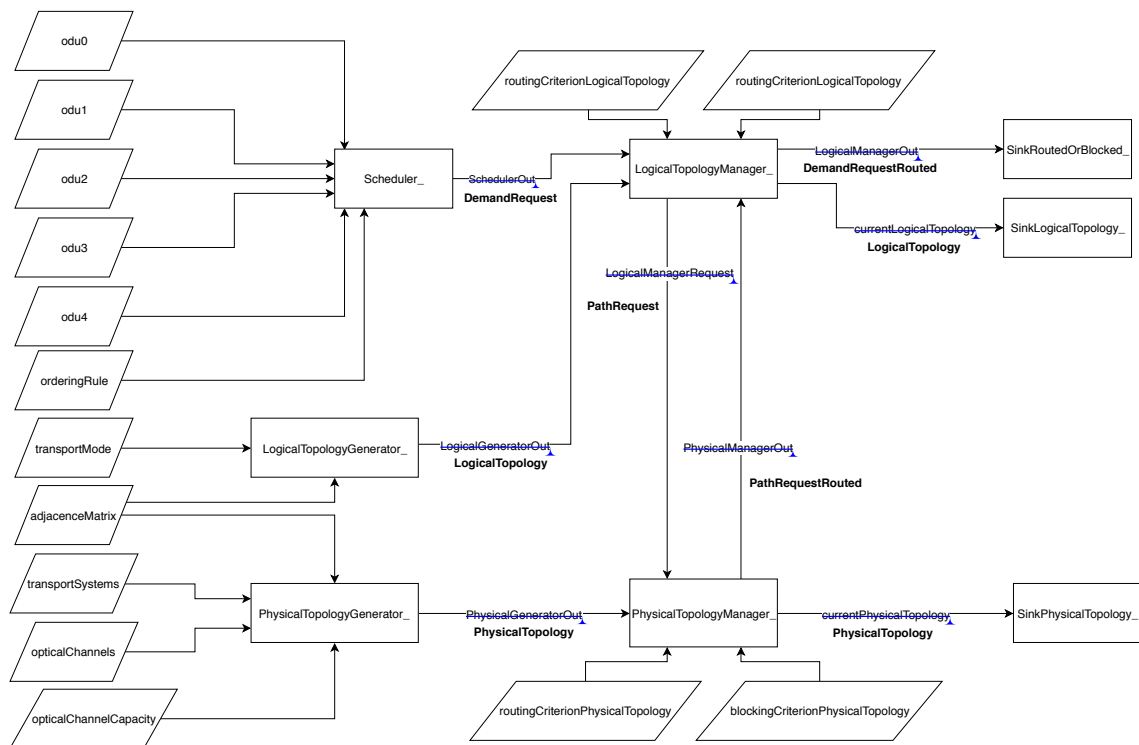 odu0
odu1
odu2
odu3
odu4
orderingRule
transportMode
adjacenceMatrix
transportSystems
opticalChannels
opticalChannelCapacity
Scheduler_
SchedulerOut
DemandRequest
LogicalTopologyGenerator_
LogicalGeneratorOut
LogicalTopology
PhysicalTopologyGenerator_
PhysicalGeneratorOut
PhysicalTopology
routingCriterionLogicalTopology
routingCriterionLogicalTopology
LogicalTopologyManager_
LogicalManagerRequest
PathRequest
PhysicalManagerOut
PathRequestRouted
PhysicalTopologyManager_
routingCriterionPhysicalTopology
blockingCriterionPhysicalTopology
LogicalManagerOut
DemandRequestRouted
SinkRoutedOrBlocked_
currentLogicalTopology
LogicalTopology
SinkLogicalTopology_
currentPhysicalTopology
PhysicalTopology
SinkPhysicalTopology_